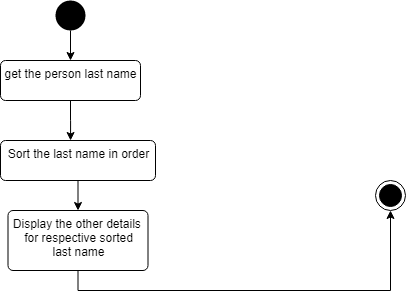 get the person last name
Sort the last name in order
Display the other details
for respective sorted
last name